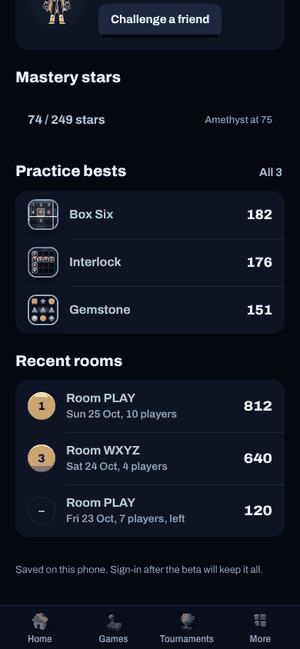 Challenge a friend
Mastery stars
74 / 249 stars
Amethyst at 75
Practice bests
All 3
Box Six
182
Interlock
176
Gemstone
151
Recent rooms
1
Room PLAY
Sun 25 Oct, 10 players
812
3
Room WXYZ
Sat 24 Oct, 4 players
640
–
Room PLAY
Fri 23 Oct, 7 players, left
120
Saved on this phone. Sign-in after the beta will keep it all.
Home
Games
Tournaments
More